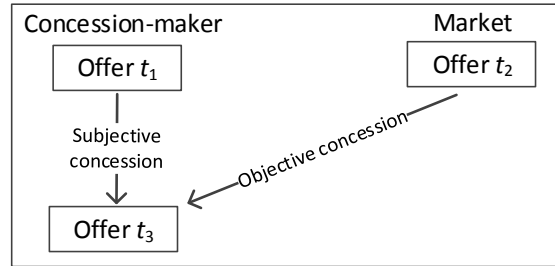 Concession-maker
Market
Offer t₁
Offer t₂
Subjective
concession
Objective concession
Offer t₃